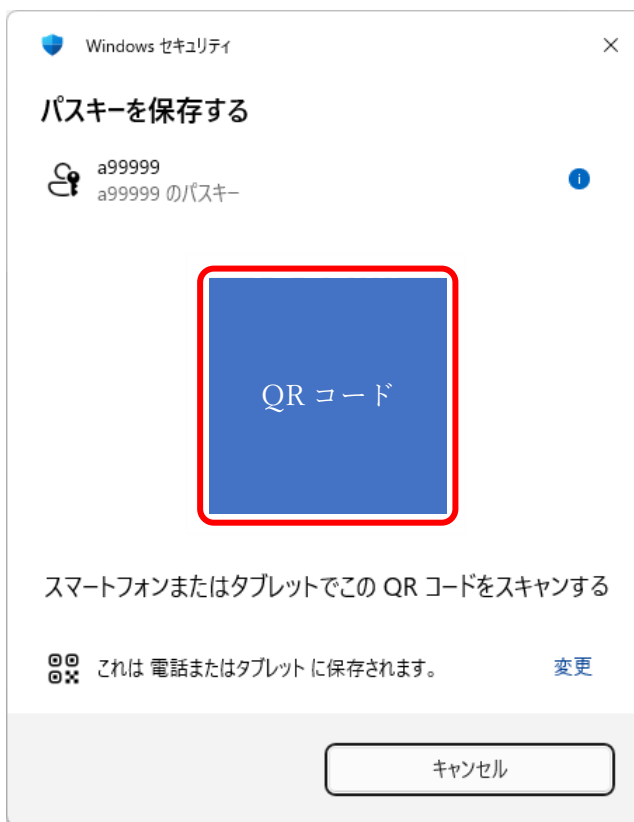 Windows セキュリティ
パスキーを保存する
a99999
a99999 のパスキー
QR コード
スマートフォンまたはタブレットでこの QR コードをスキャンする
これは 電話またはタブレット に保存されます。 変更
キャンセル